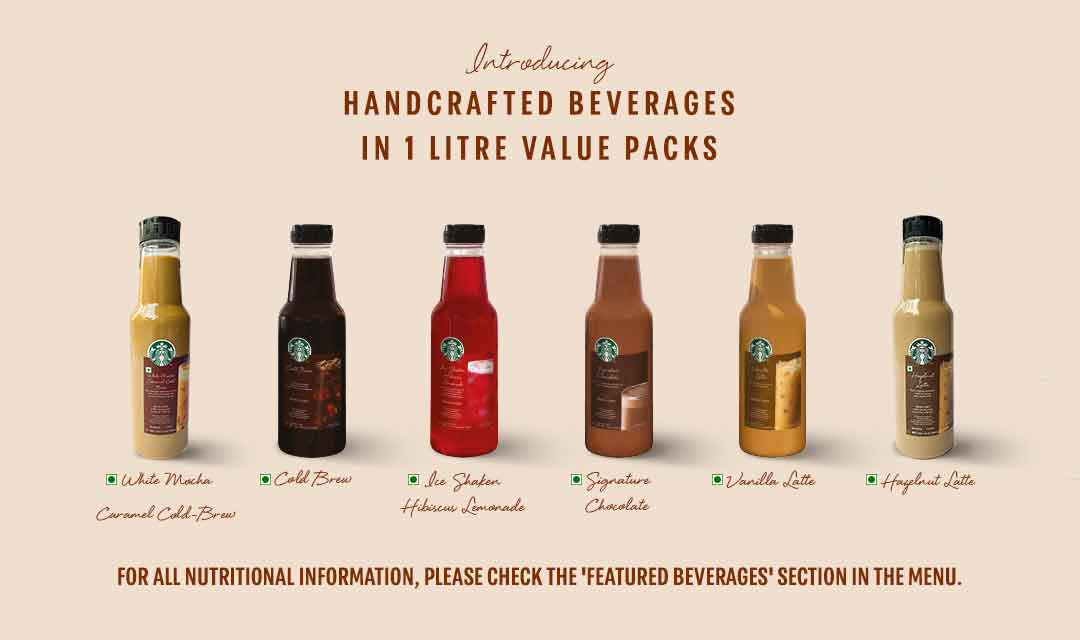 Introducing
HANDCRAFTED BEVERAGES
IN 1 LITRE VALUE PACKS
White Mocha
Caramel Cold-Brew
Cold Brew
Ice Shaken
Hibiscus Lemonade
Signature
Chocolate
Vanilla Latte
Hazelnut Latte
FOR ALL NUTRITIONAL INFORMATION, PLEASE CHECK THE 'FEATURED BEVERAGES' SECTION IN THE MENU.